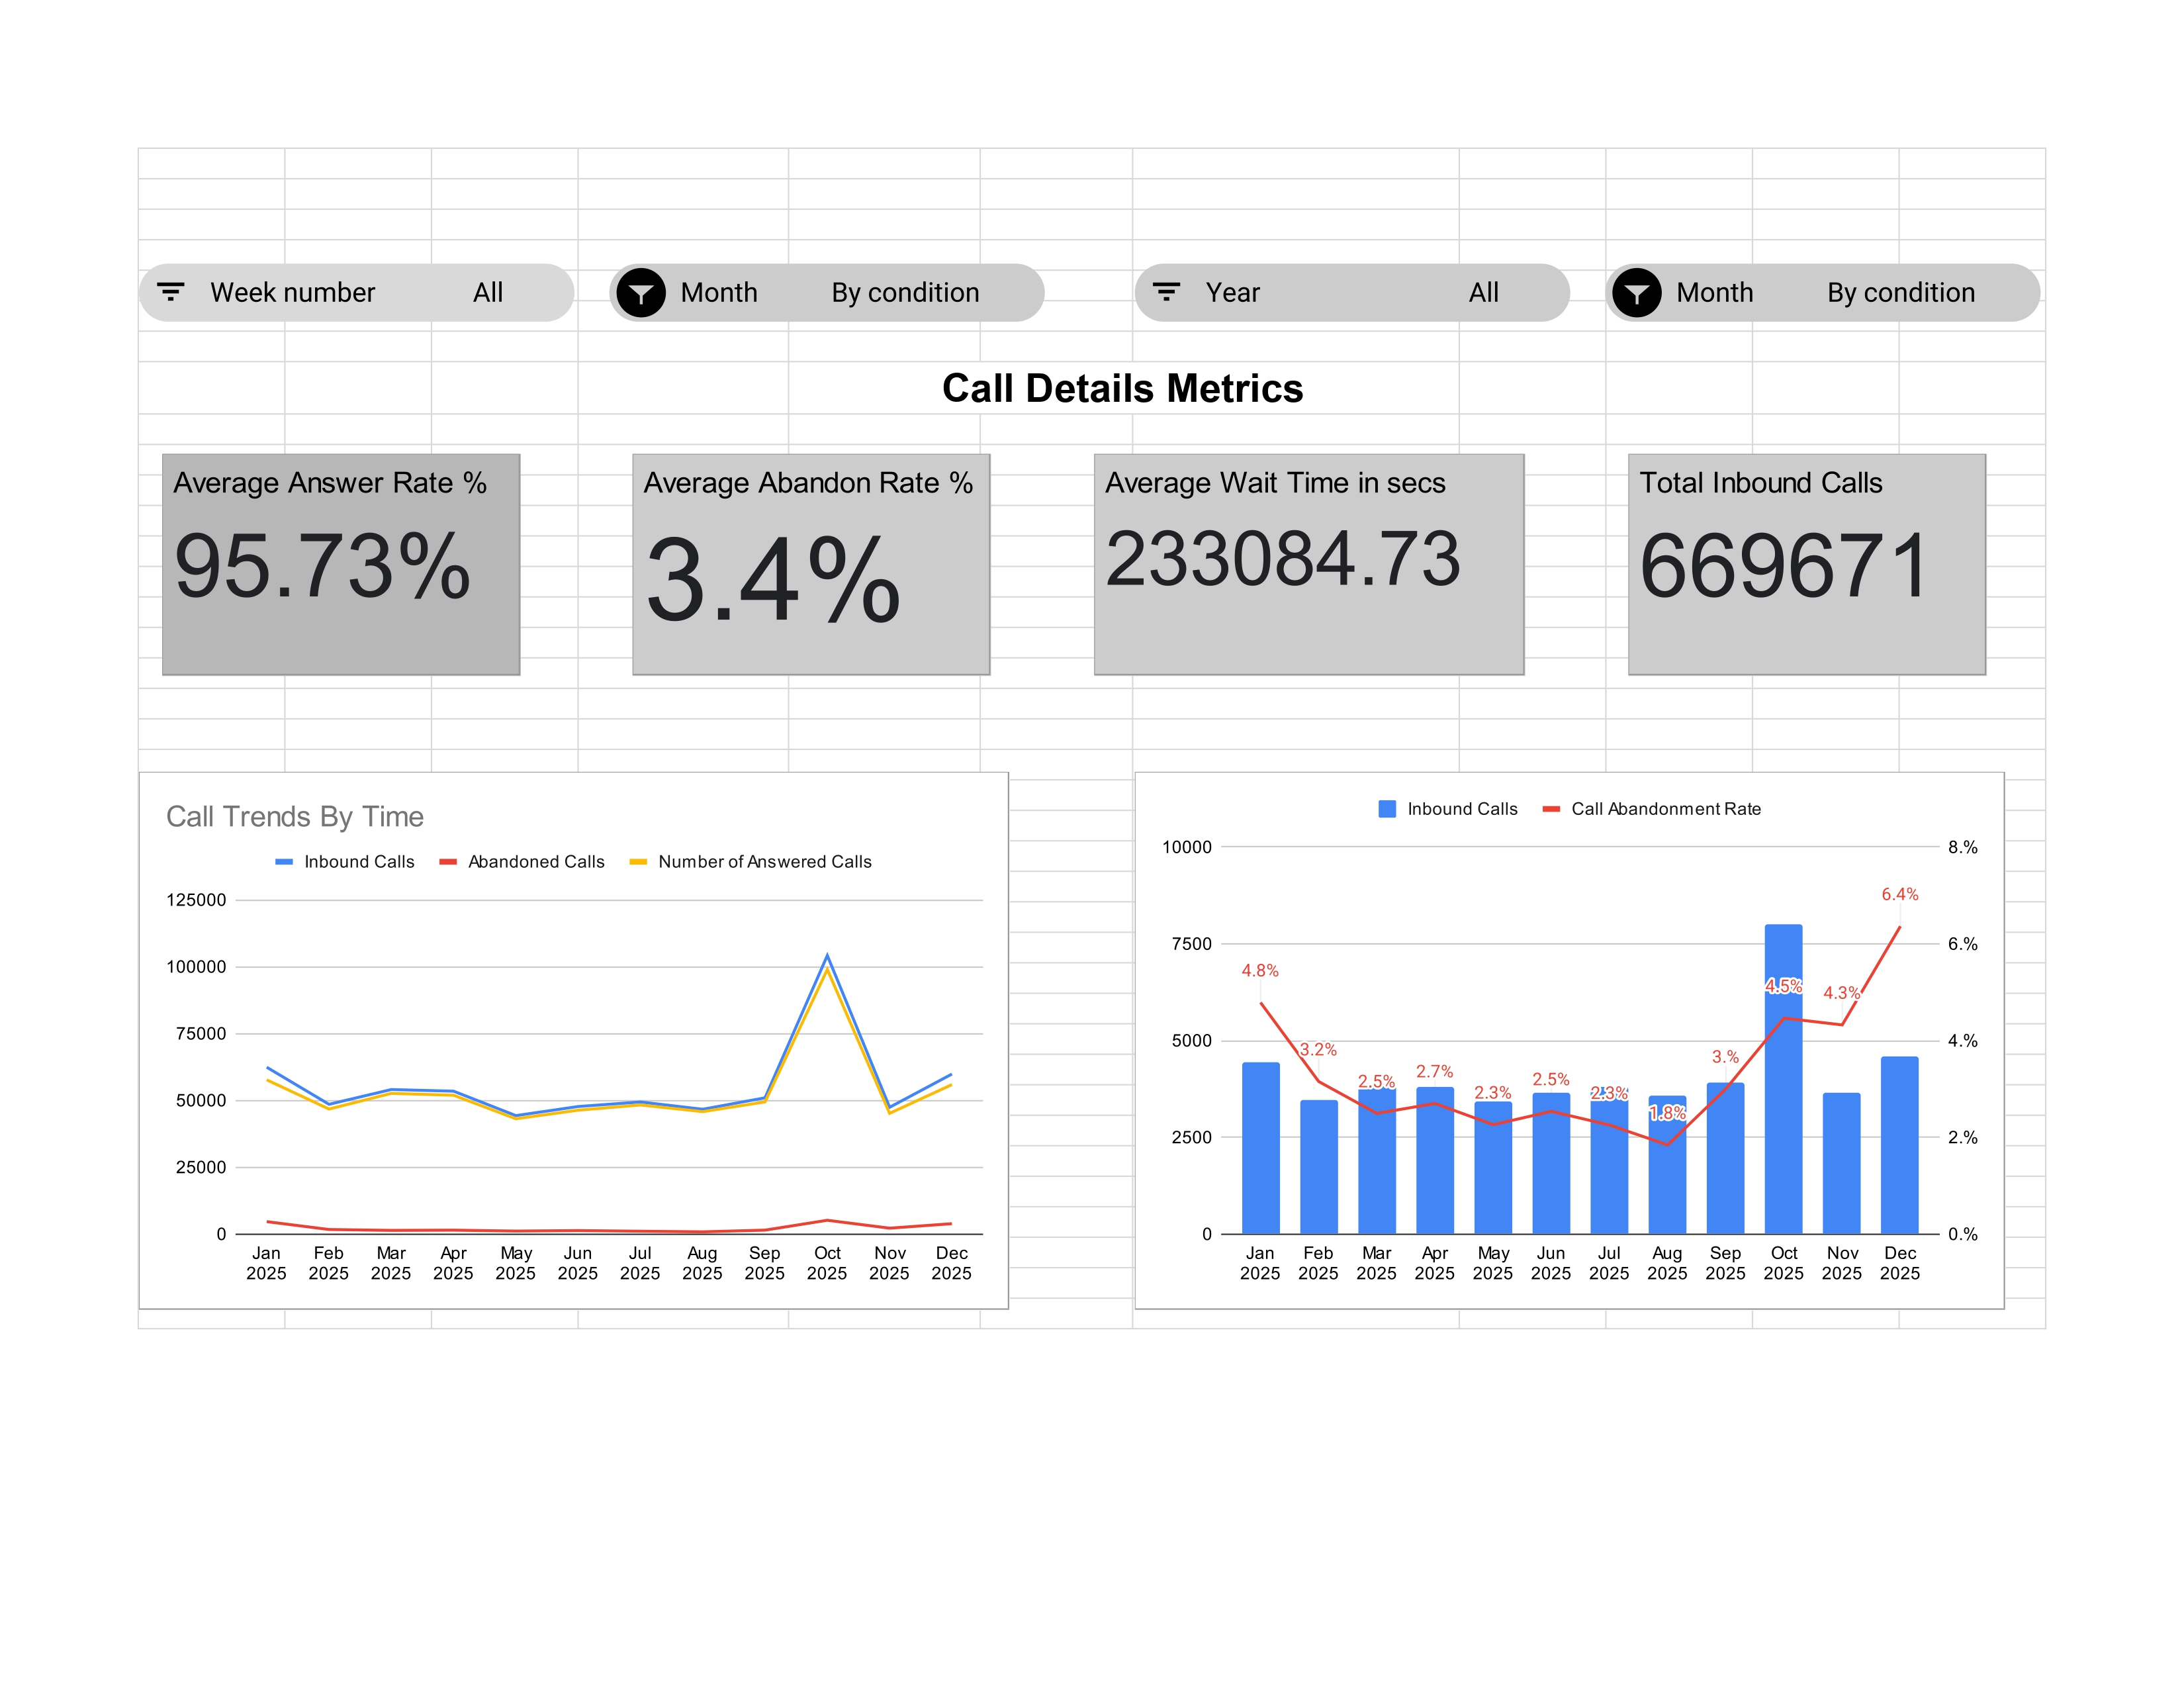 Week number All Month By condition Year All Month By condition
Call Details Metrics
Average Answer Rate %
95.73%
Average Abandon Rate %
3.4%
Average Wait Time in secs
233084.73
Total Inbound Calls
669671
Call Trends By Time
Inbound Calls Abandoned Calls Number of Answered Calls
125000
100000
75000
50000
25000
0
Jan 2025
Feb 2025
Mar 2025
Apr 2025
May 2025
Jun 2025
Jul 2025
Aug 2025
Sep 2025
Oct 2025
Nov 2025
Dec 2025
Inbound Calls Call Abandonment Rate
10000
7500
5000
2500
0
8.%
6.%
4.%
2.%
0.%
4.8%
3.2%
2.5%
2.7%
2.3%
2.5%
2.3%
1.8%
3.%
4.5%
4.3%
6.4%
Jan 2025
Feb 2025
Mar 2025
Apr 2025
May 2025
Jun 2025
Jul 2025
Aug 2025
Sep 2025
Oct 2025
Nov 2025
Dec 2025